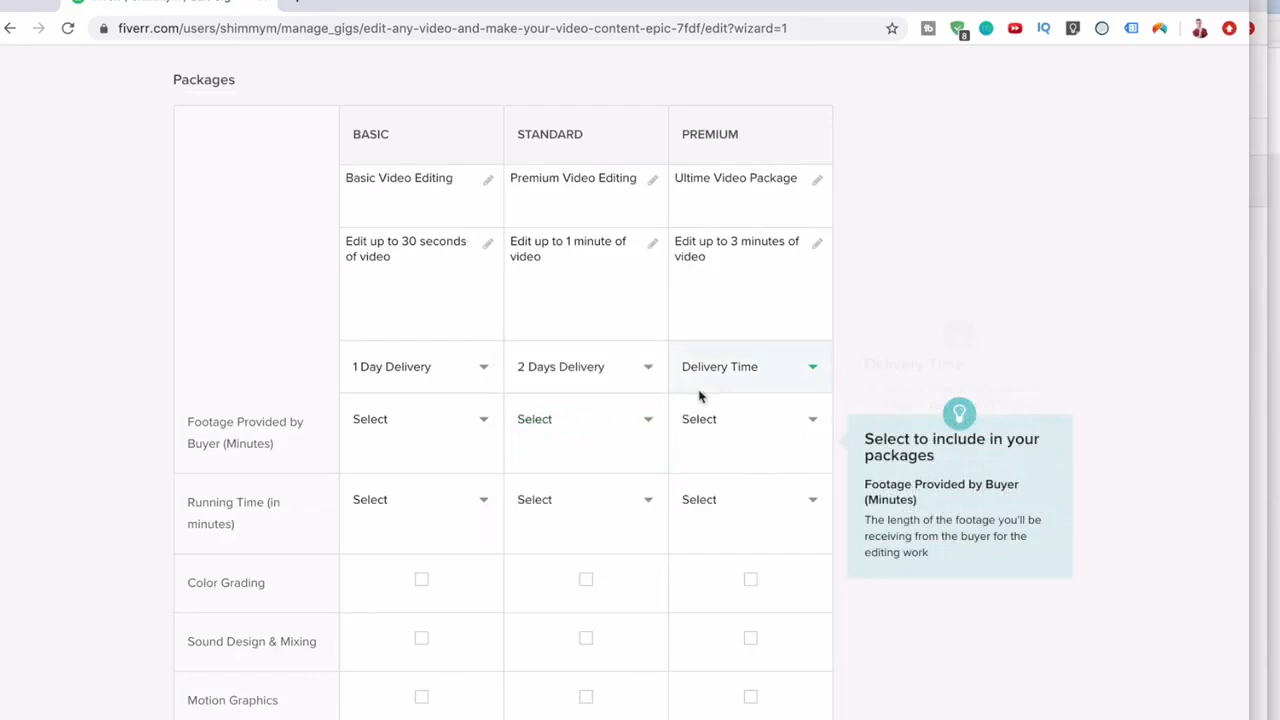 fiverr.com/users/shimmym/manage_gigs/edit-any-video-and-make-your-video-content-epic-7fdf/edit?wizard=1
8
IQ
Packages
BASIC
STANDARD
PREMIUM
Basic Video Editing
Premium Video Editing
Ultime Video Package
Edit up to 30 seconds
of video
Edit up to 1 minute of
video
Edit up to 3 minutes of
video
1 Day Delivery
2 Days Delivery
Delivery Time
Delivery Time
Footage Provided by
Buyer (Minutes)
Select
Select
Select
Select to include in your
packages
Footage Provided by Buyer
(Minutes)
The length of the footage you'll be
receiving from the buyer for the
editing work
Running Time (in
minutes)
Select
Select
Select
Color Grading
Sound Design & Mixing
Motion Graphics